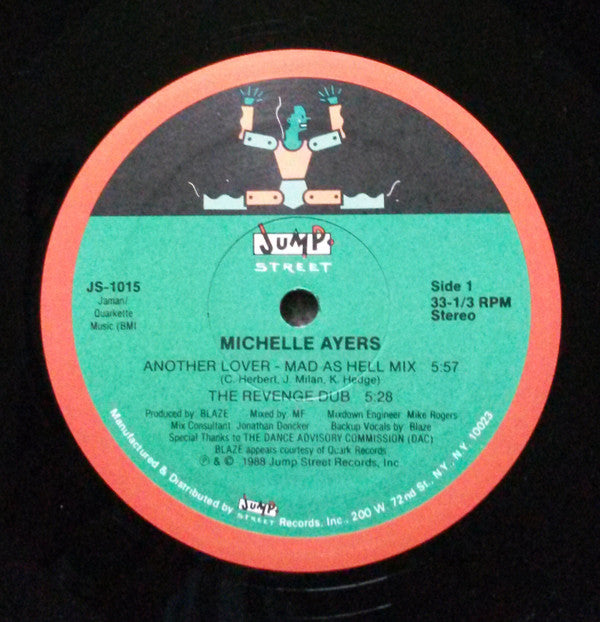 JUMP.
STREET
JS-1015
Jaman/
Quarkette
Music (BMI
Side 1
33-1/3 RPM
Stereo
MICHELLE AYERS
ANOTHER LOVER - MAD AS HELL MIX 5:57
(C. Herbert, J. Milan, K. Hedge)
THE REVENGE DUB 5:28
Produced by BLAZE Mixed by MF Mixdown Engineer Mike Rogers
Mix Consultant Jonathan Doncker Backup Vocals by Blaze
Special Thanks to THE DANCE ADVISORY COMMISSION (DAC)
BLAZE appears courtesy of Quark Records
℗ & © 1988 Jump Street Records, Inc
Manufactured & Distributed by JUMP. STREET Records, Inc., 200 W 72nd St., N.Y., N.Y. 10023